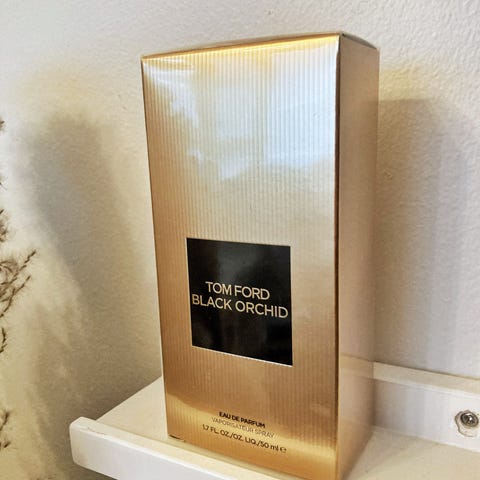 TOM FORD
BLACK ORCHID
EAU DE PARFUM
VAPORISATEUR SPRAY
1.7 FL. OZ./OZ. LIQ./50 ml ℮